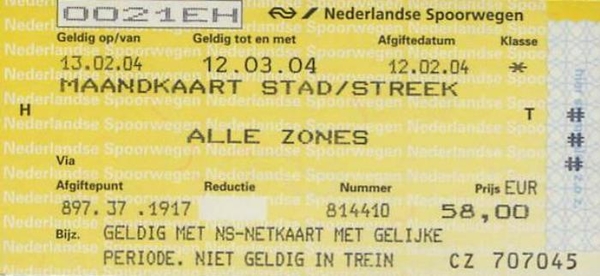 0021EH Nederlandse Spoorwegen
Geldig op/van Geldig tot en met Afgiftedatum Klasse
13.02.04 12.03.04 12.02.04 *
MAANDKAART STAD/STREEK
H T #
ALLE ZONES #
Via #
Afgiftepunt Reductie Nummer Prijs EUR
897.37 .1917 814410 58,00
Bijz. GELDIG MET NS-NETKAART MET GELIJKE
PERIODE. NIET GELDIG IN TREIN CZ 707045